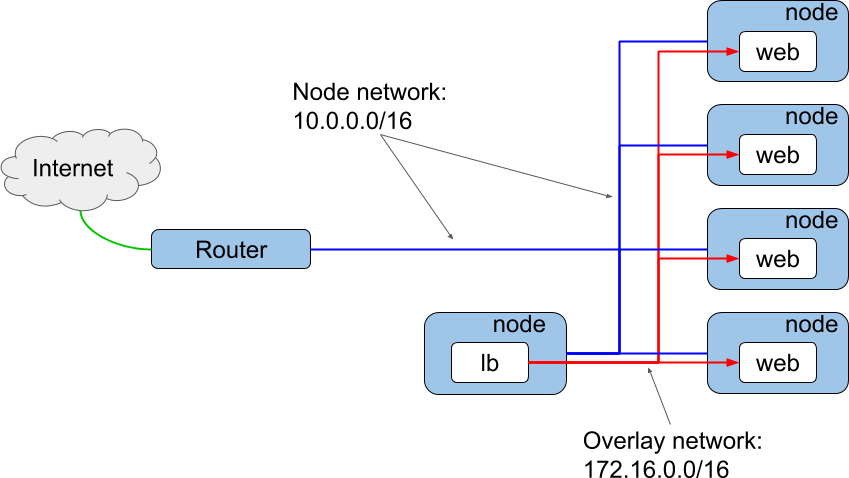 node
web
Node network:
10.0.0.0/16
node
web
Internet
node
Router
web
node
lb
node
web
Overlay network:
172.16.0.0/16